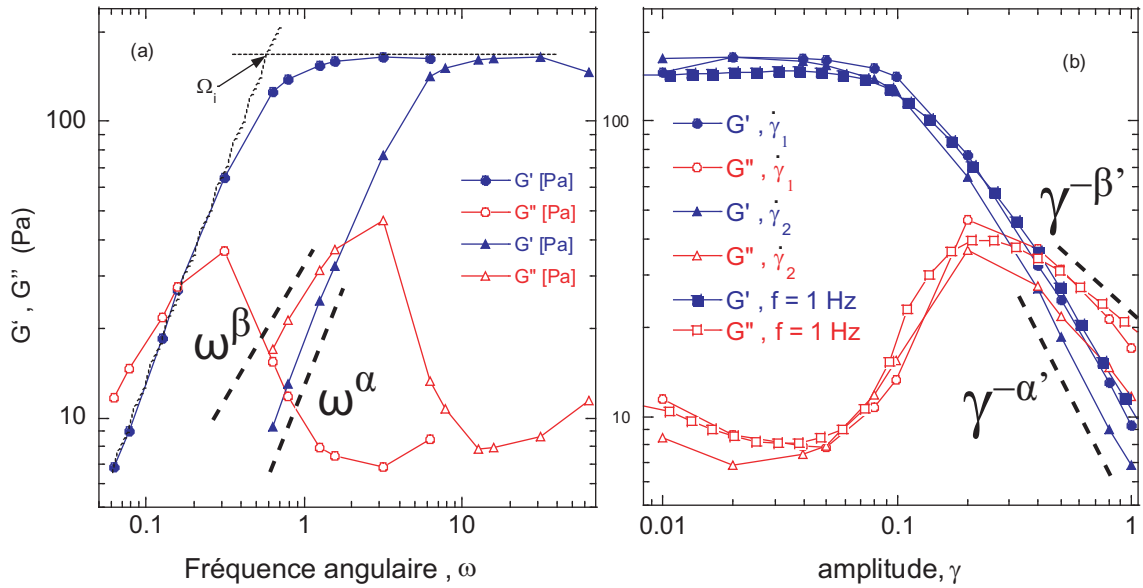 (a)
Ωi
100
10
G' , G'' (Pa)
G' [Pa]
G" [Pa]
G' [Pa]
G" [Pa]
ω^β
ω^α
0.1 1 10
Fréquence angulaire , ω
(b)
100
10
G' , γ̇₁
G" , γ̇₁
G' , γ̇₂
G" , γ̇₂
G' , f = 1 Hz
G" , f = 1 Hz
γ^-β'
γ^-α'
0.01 0.1 1
amplitude, γ